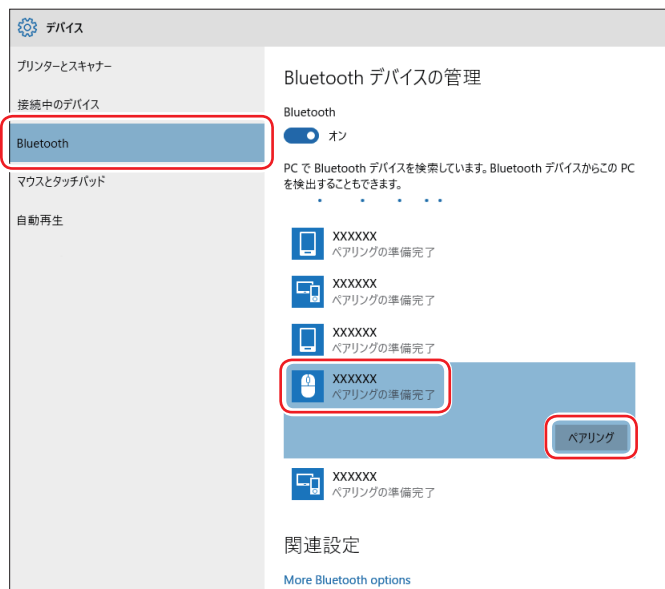 デバイス
プリンターとスキャナー
接続中のデバイス
Bluetooth
マウスとタッチパッド
自動再生
Bluetooth デバイスの管理
Bluetooth
オン
PC で Bluetooth デバイスを検索しています。Bluetooth デバイスからこの PC
を検出することもできます。
XXXXXX
ペアリングの準備完了
XXXXXX
ペアリングの準備完了
XXXXXX
ペアリングの準備完了
XXXXXX
ペアリングの準備完了
ペアリング
XXXXXX
ペアリングの準備完了
関連設定
More Bluetooth options